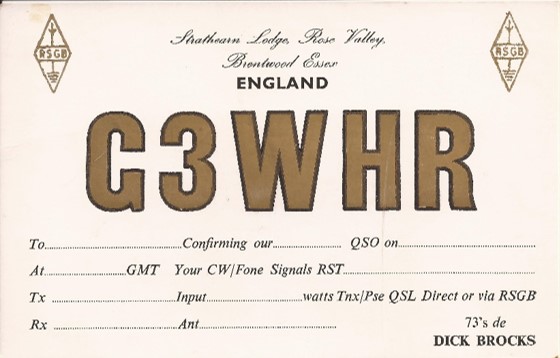 RSGB
RSGB
Strathearn Lodge, Rose Valley,
Brentwood Essex
ENGLAND
G3WHR
To........................................Confirming our....................QSO on........................................
At........................GMT Your CW/Fone Signals RST........................................................
Tx ........................Input............................watts Tnx/Pse QSL Direct or via RSGB
Rx ............................Ant........................................ 73's de
DICK BROCKS